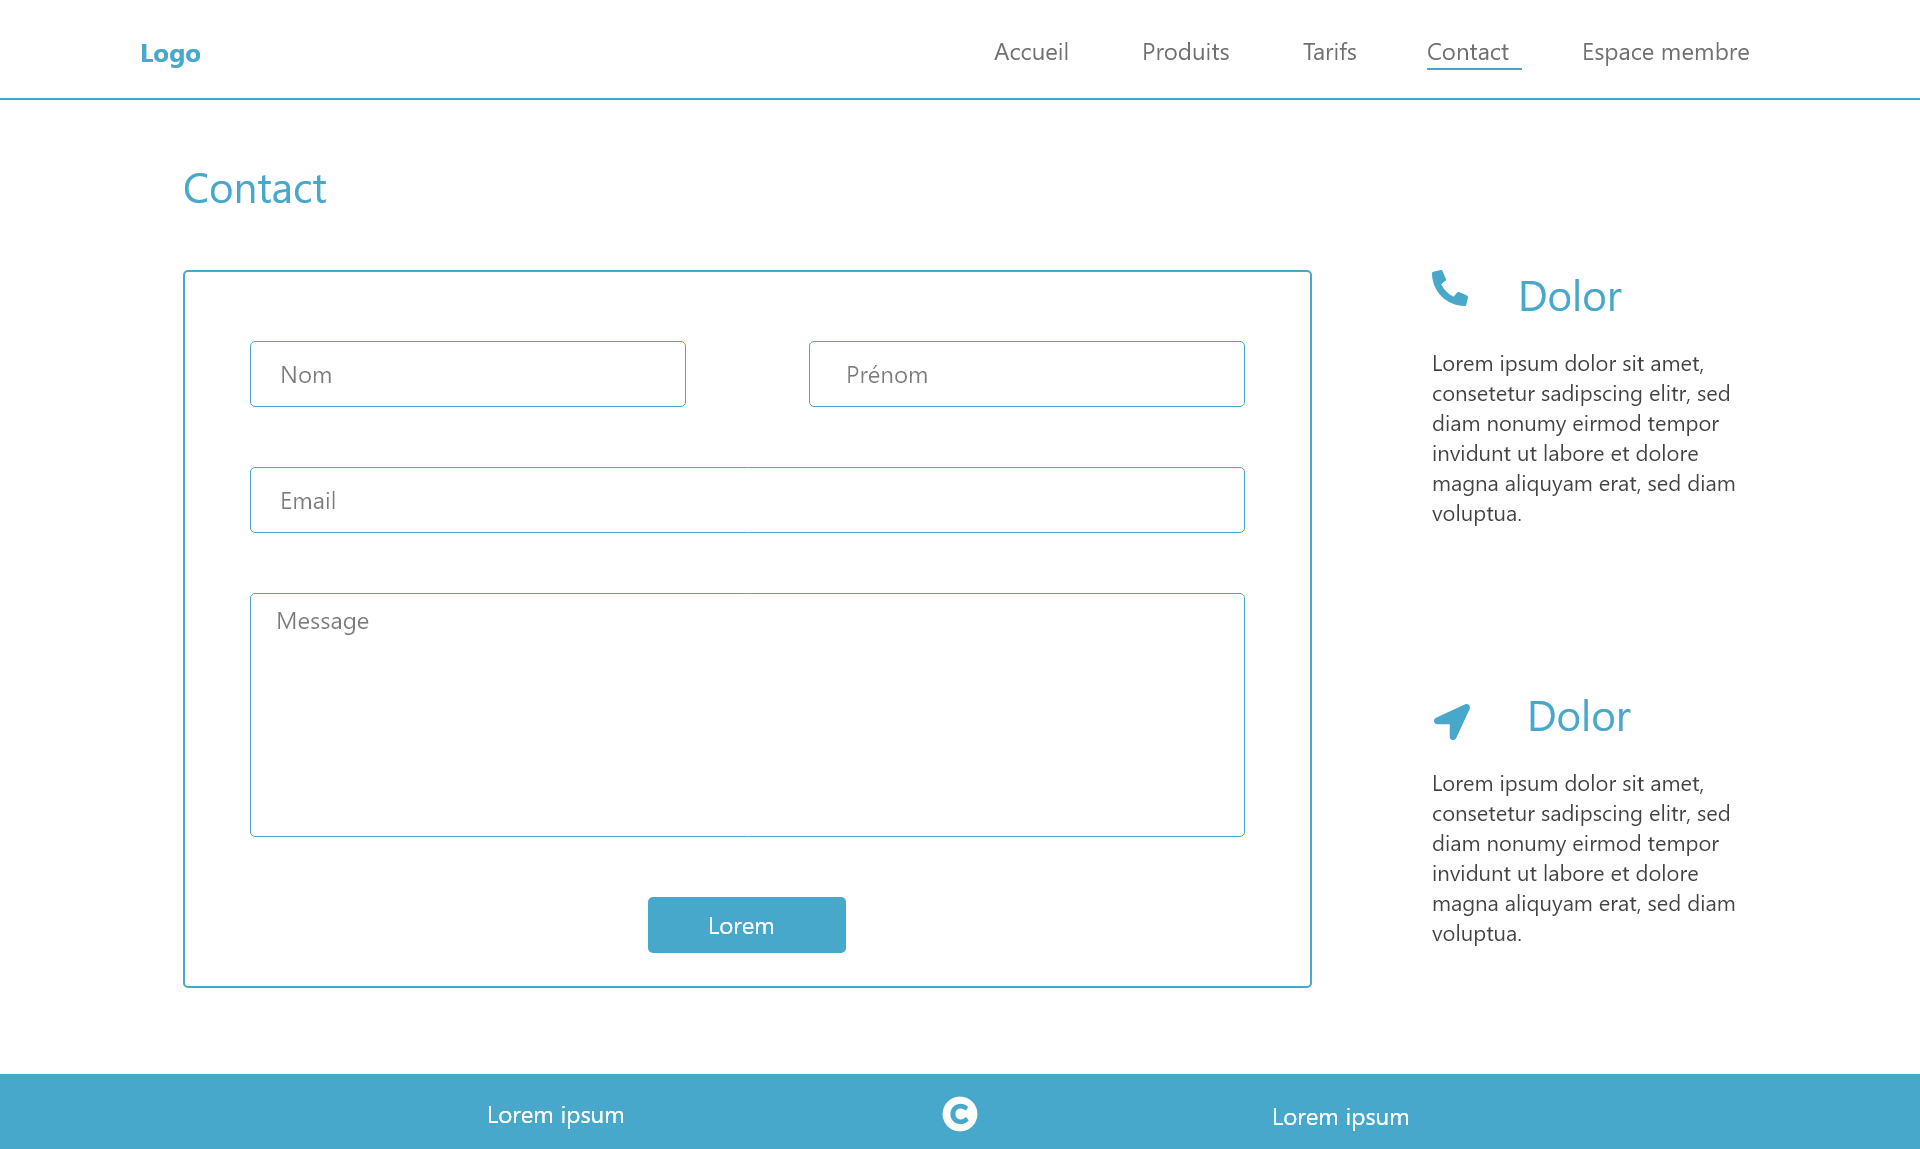 Logo
Accueil
Produits
Tarifs
Contact
Espace membre
Contact
Nom
Prénom
Email
Message
Lorem
Dolor
Lorem ipsum dolor sit amet,
consetetur sadipscing elitr, sed
diam nonumy eirmod tempor
invidunt ut labore et dolore
magna aliquyam erat, sed diam
voluptua.
Dolor
Lorem ipsum dolor sit amet,
consetetur sadipscing elitr, sed
diam nonumy eirmod tempor
invidunt ut labore et dolore
magna aliquyam erat, sed diam
voluptua.
Lorem ipsum
©
Lorem ipsum